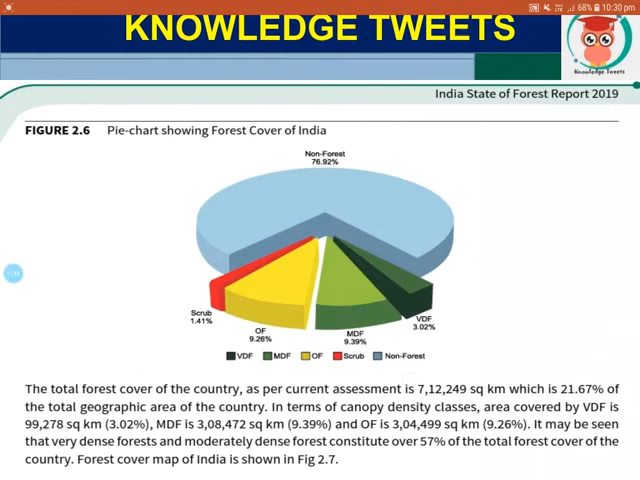 68% 10:30 pm
KNOWLEDGE TWEETS
Knowledge Tweets
India State of Forest Report 2019
FIGURE 2.6 Pie-chart showing Forest Cover of India
Non-Forest
76.92%
Scrub
1.41%
OF
9.26%
MDF
9.39%
VDF
3.02%
VDF MDF OF Scrub Non-Forest
The total forest cover of the country, as per current assessment is 7,12,249 sq km which is 21.67% of
the total geographic area of the country. In terms of canopy density classes, area covered by VDF is
99,278 sq km (3.02%), MDF is 3,08,472 sq km (9.39%) and OF is 3,04,499 sq km (9.26%). It may be seen
that very dense forests and moderately dense forest constitute over 57% of the total forest cover of the
country. Forest cover map of India is shown in Fig 2.7.